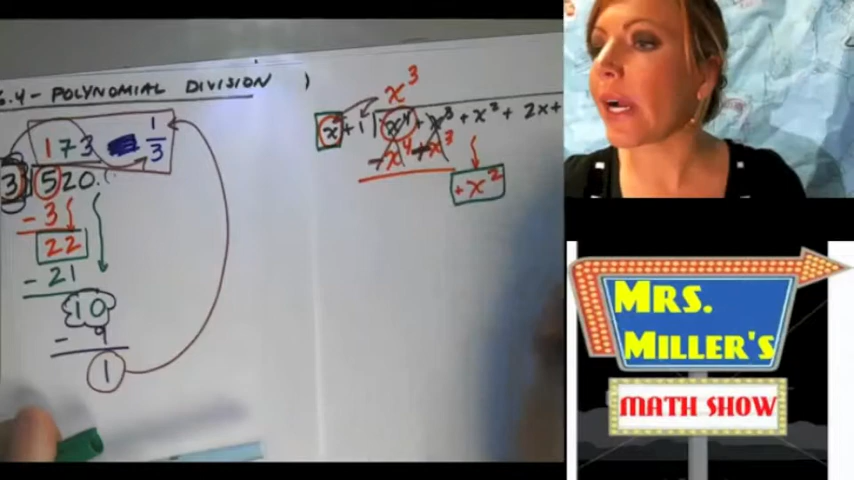 6.4 - POLYNOMIAL DIVISION )
173 1/3
3 520.
- 3
22
- 21
10
- 9
1
x³
x + 1 x⁴ + x³ + x² + 2x +
- x⁴ + x³
+ x²
MRS.
MILLER'S
MATH SHOW